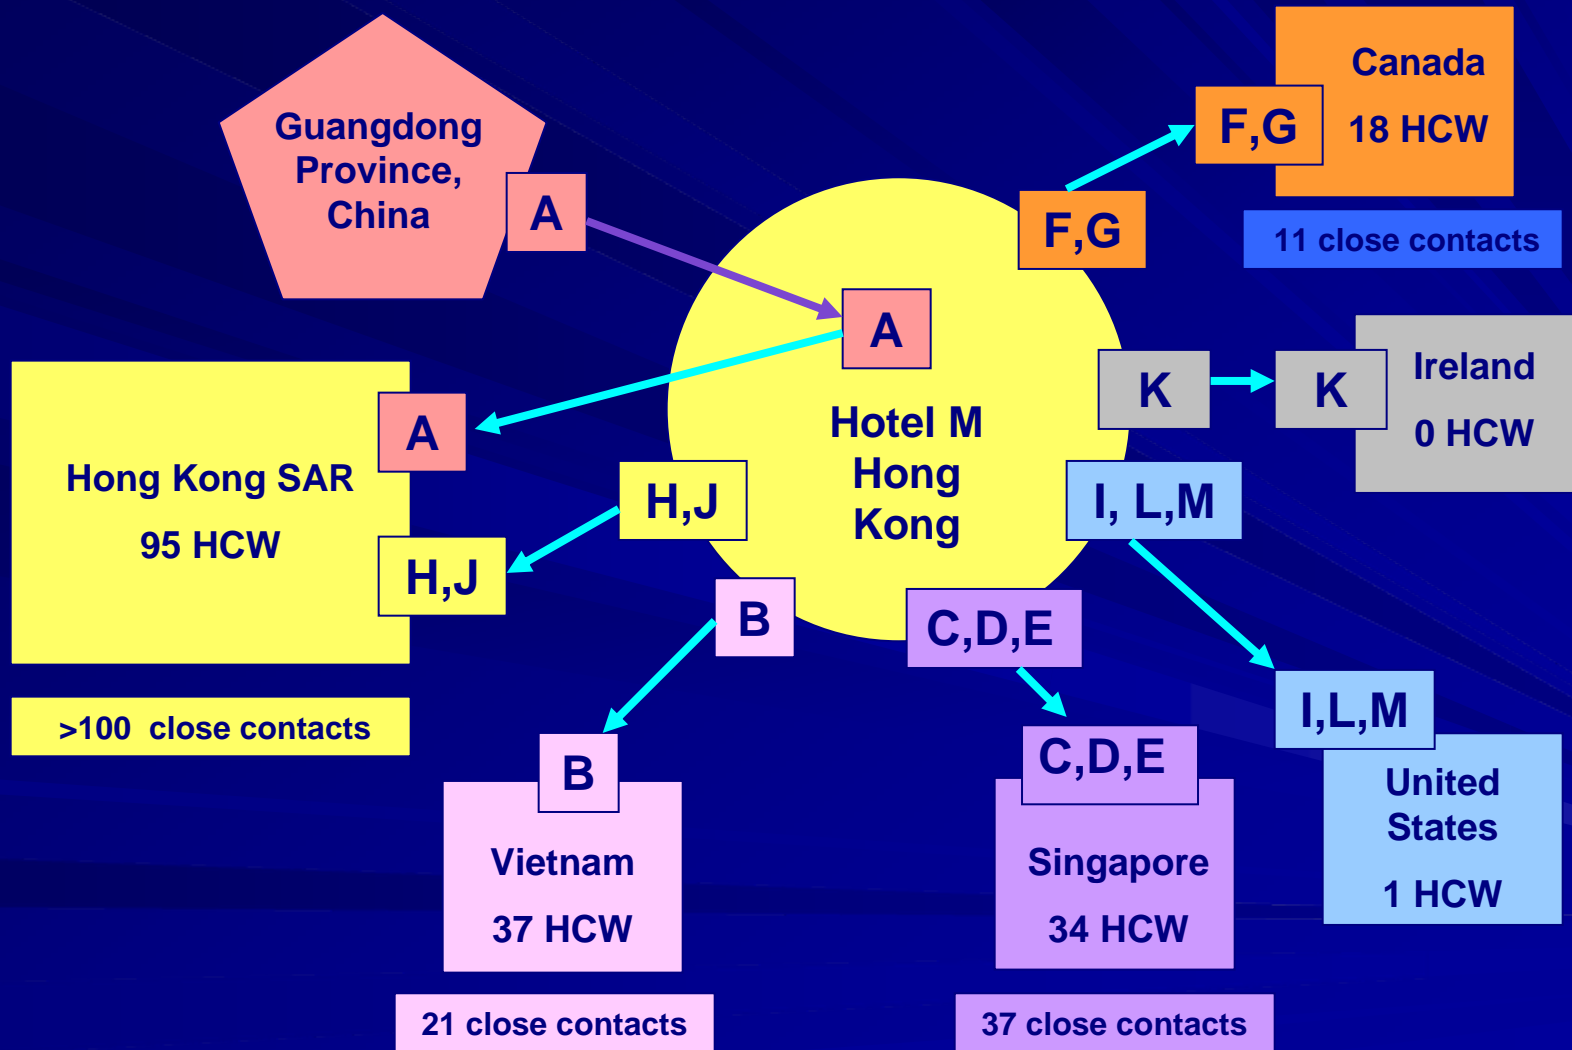 Guangdong
Province,
China
A
Canada
18 HCW
F,G
F,G
11 close contacts
A
Hotel M
Hong
Kong
K
K
Ireland
0 HCW
Hong Kong SAR
95 HCW
A
H,J
H,J
>100 close contacts
I, L,M
I,L,M
United
States
1 HCW
B
B
Vietnam
37 HCW
21 close contacts
C,D,E
C,D,E
Singapore
34 HCW
37 close contacts